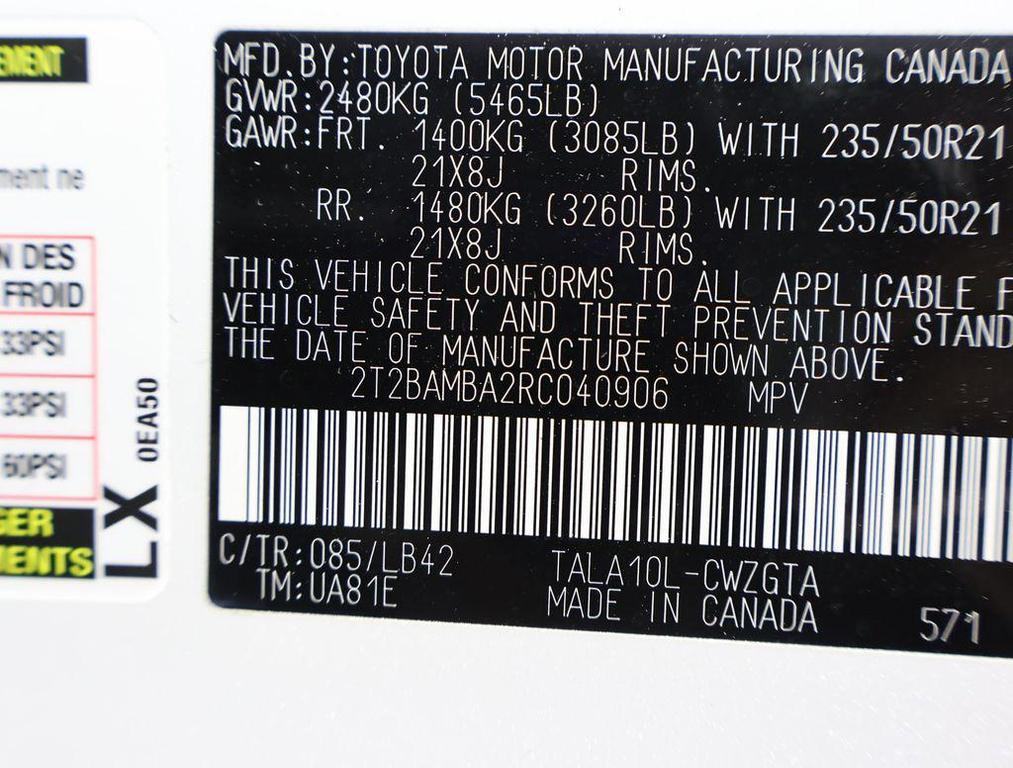 EMENT
ment ne
N DES
FROID
33PSI
33PSI
60PSI
GER
MENTS
LX
0EA50
MFD.BY:TOYOTA MOTOR MANUFACTURING CANADA
GVWR:2480KG (5465LB)
GAWR:FRT. 1400KG (3085LB) WITH 235/50R21
21X8J RIMS.
RR. 1480KG (3260LB) WITH 235/50R21
21X8J RIMS.
THIS VEHICLE CONFORMS TO ALL APPLICABLE F
VEHICLE SAFETY AND THEFT PREVENTION STAND
THE DATE OF MANUFACTURE SHOWN ABOVE.
2T2BAMBA2RC040906 MPV
C/TR:085/LB42 TALA10L-CWZGTA
TM:UA81E MADE IN CANADA 571